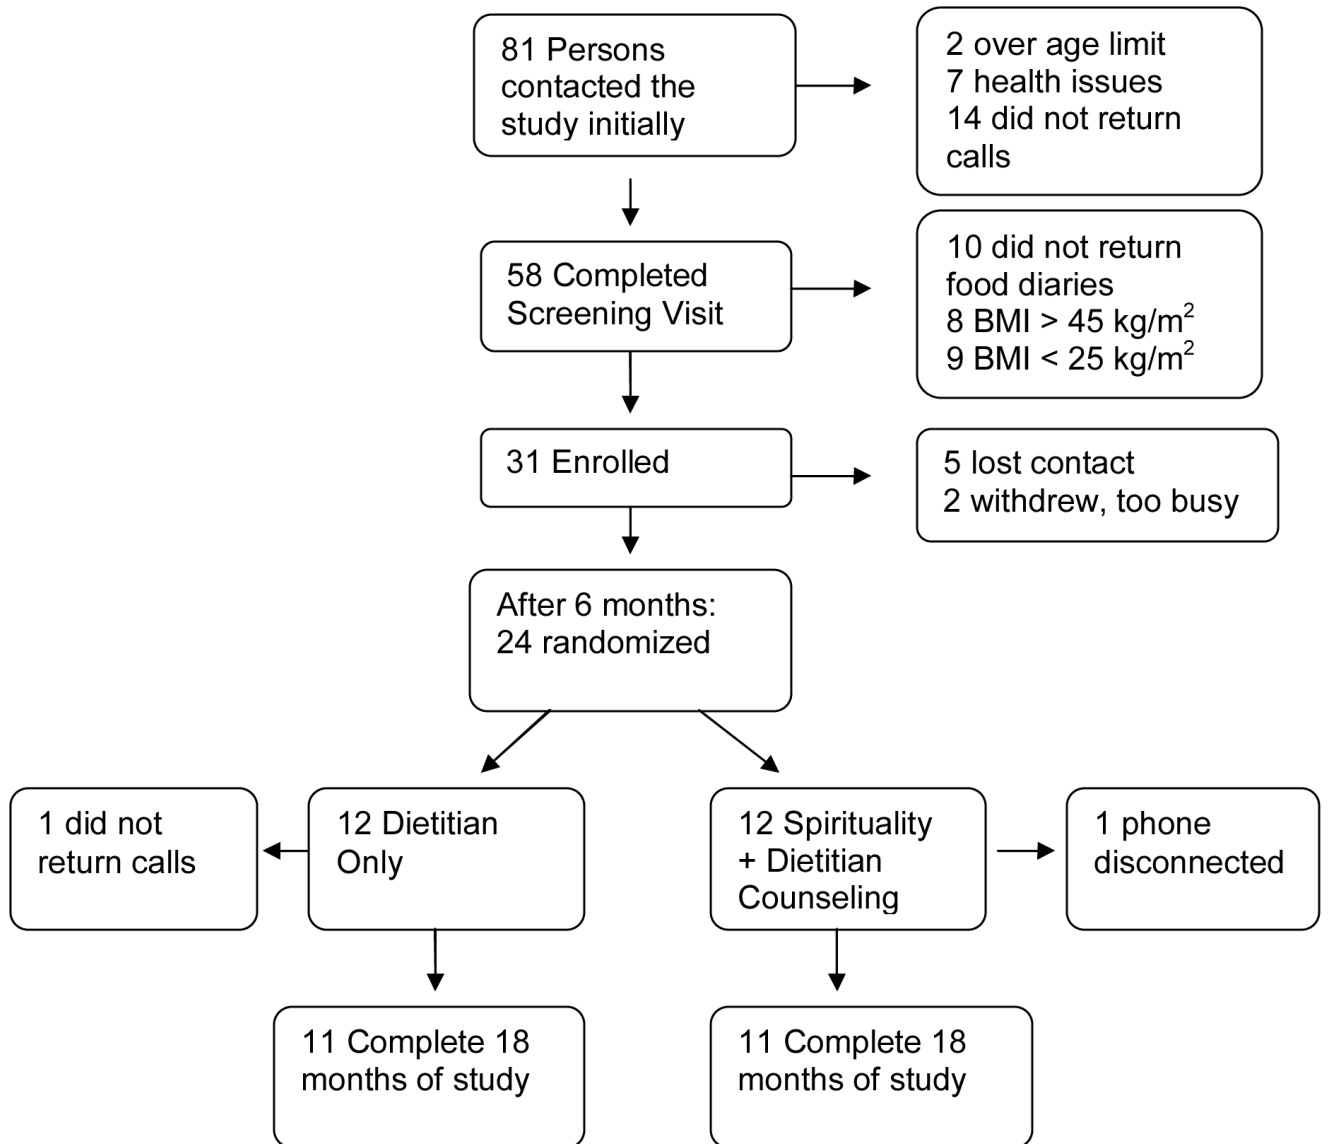 81 Persons
contacted the
study initially
2 over age limit
7 health issues
14 did not return
calls
58 Completed
Screening Visit
10 did not return
food diaries
8 BMI > 45 kg/m²
9 BMI < 25 kg/m²
31 Enrolled
5 lost contact
2 withdrew, too busy
After 6 months:
24 randomized
1 did not
return calls
12 Dietitian
Only
12 Spirituality
+ Dietitian
Counseling
1 phone
disconnected
11 Complete 18
months of study
11 Complete 18
months of study